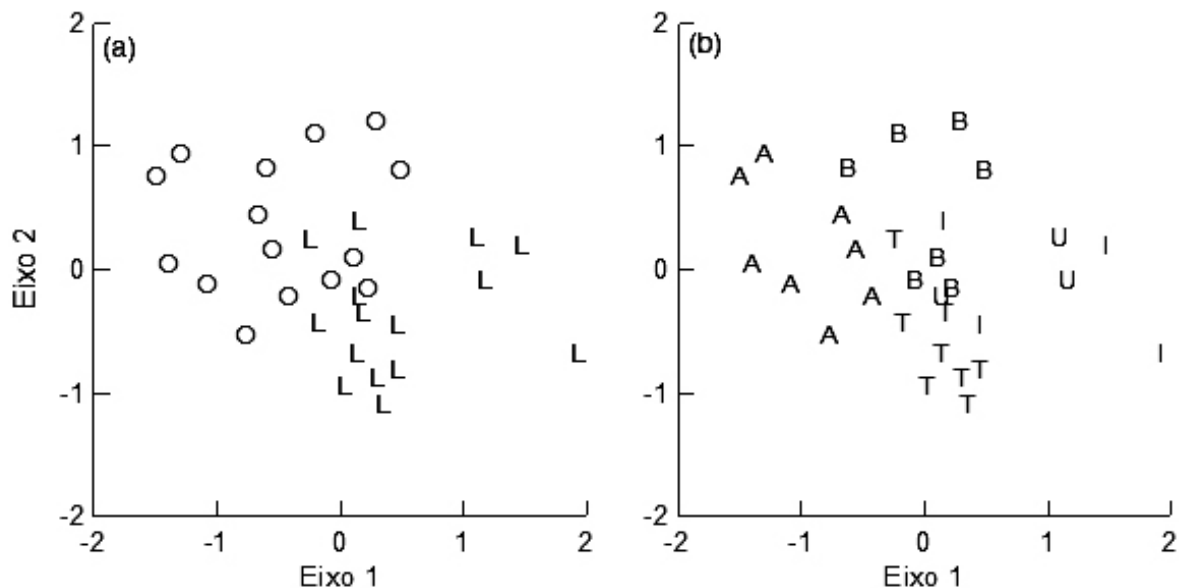 2 2
(a) (b)
O B
O B
O A
O O B B
O A
O A
L I
L O T A
L U
L I
O O B
O A
L U
O O B A
O O B A
L U
L T
L L T I
O A
L L T I
L T
L T
L T
L T
1 1
0 0
-1 -1
-2 -2
Eixo 2
-2 -1 0 1 2 -2 -1 0 1 2
Eixo 1 Eixo 1